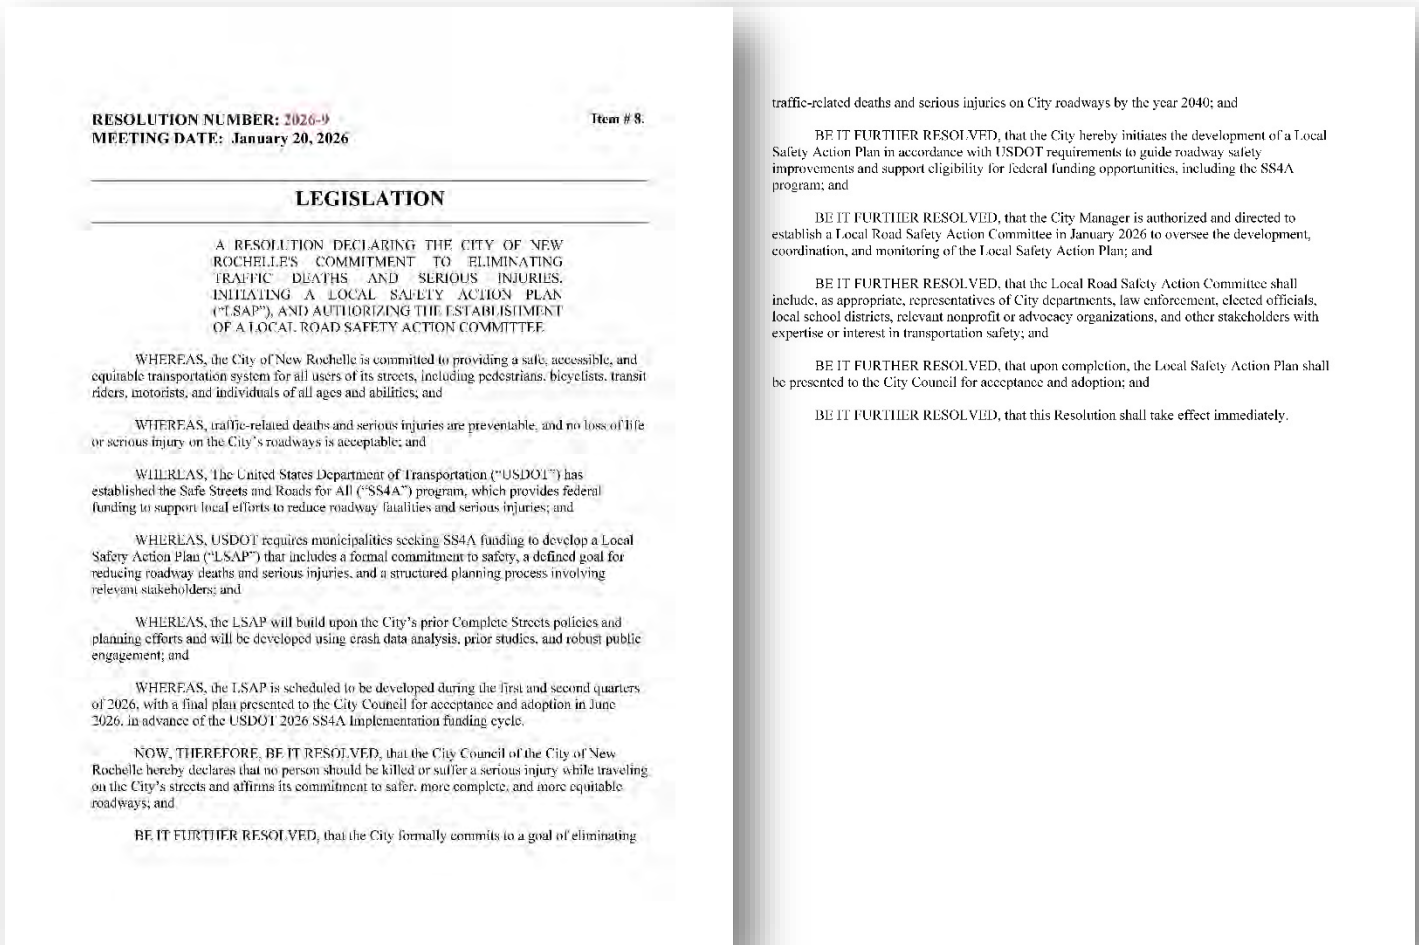 RESOLUTION NUMBER: 2026-9
Item # 8.
MEETING DATE: January 20, 2026
LEGISLATION
A RESOLUTION DECLARING THE CITY OF NEW
ROCHELLE'S COMMITMENT TO ELIMINATING
TRAFFIC DEATHS AND SERIOUS INJURIES,
INITIATING A LOCAL SAFETY ACTION PLAN
(“LSAP”), AND AUTHORIZING THE ESTABLISHMENT
OF A LOCAL ROAD SAFETY ACTION COMMITTEE
WHEREAS, the City of New Rochelle is committed to providing a safe, accessible, and
equitable transportation system for all users of its streets, including pedestrians, bicyclists, transit
riders, motorists, and individuals of all ages and abilities; and
WHEREAS, traffic-related deaths and serious injuries are preventable, and no loss of life
or serious injury on the City’s roadways is acceptable; and
WHEREAS, The United States Department of Transportation (“USDOT”) has
established the Safe Streets and Roads for All (“SS4A”) program, which provides federal
funding to support local efforts to reduce roadway fatalities and serious injuries; and
WHEREAS, USDOT requires municipalities seeking SS4A funding to develop a Local
Safety Action Plan (“LSAP”) that includes a formal commitment to safety, a defined goal for
reducing roadway deaths and serious injuries, and a structured planning process involving
relevant stakeholders; and
WHEREAS, the LSAP will build upon the City’s prior Complete Streets policies and
planning efforts and will be developed using crash data analysis, prior studies, and robust public
engagement; and
WHEREAS, the LSAP is scheduled to be developed during the first and second quarters
of 2026, with a final plan presented to the City Council for acceptance and adoption in June
2026, in advance of the USDOT 2026 SS4A Implementation funding cycle.
NOW, THEREFORE, BE IT RESOLVED, that the City Council of the City of New
Rochelle hereby declares that no person should be killed or suffer a serious injury while traveling
on the City’s streets and affirms its commitment to safer, more complete, and more equitable
roadways; and
BE IT FURTHER RESOLVED, that the City formally commits to a goal of eliminating
traffic-related deaths and serious injuries on City roadways by the year 2040; and
BE IT FURTHER RESOLVED, that the City hereby initiates the development of a Local
Safety Action Plan in accordance with USDOT requirements to guide roadway safety
improvements and support eligibility for federal funding opportunities, including the SS4A
program; and
BE IT FURTHER RESOLVED, that the City Manager is authorized and directed to
establish a Local Road Safety Action Committee in January 2026 to oversee the development,
coordination, and monitoring of the Local Safety Action Plan; and
BE IT FURTHER RESOLVED, that the Local Road Safety Action Committee shall
include, as appropriate, representatives of City departments, law enforcement, elected officials,
local school districts, relevant nonprofit or advocacy organizations, and other stakeholders with
expertise or interest in transportation safety; and
BE IT FURTHER RESOLVED, that upon completion, the Local Safety Action Plan shall
be presented to the City Council for acceptance and adoption; and
BE IT FURTHER RESOLVED, that this Resolution shall take effect immediately.